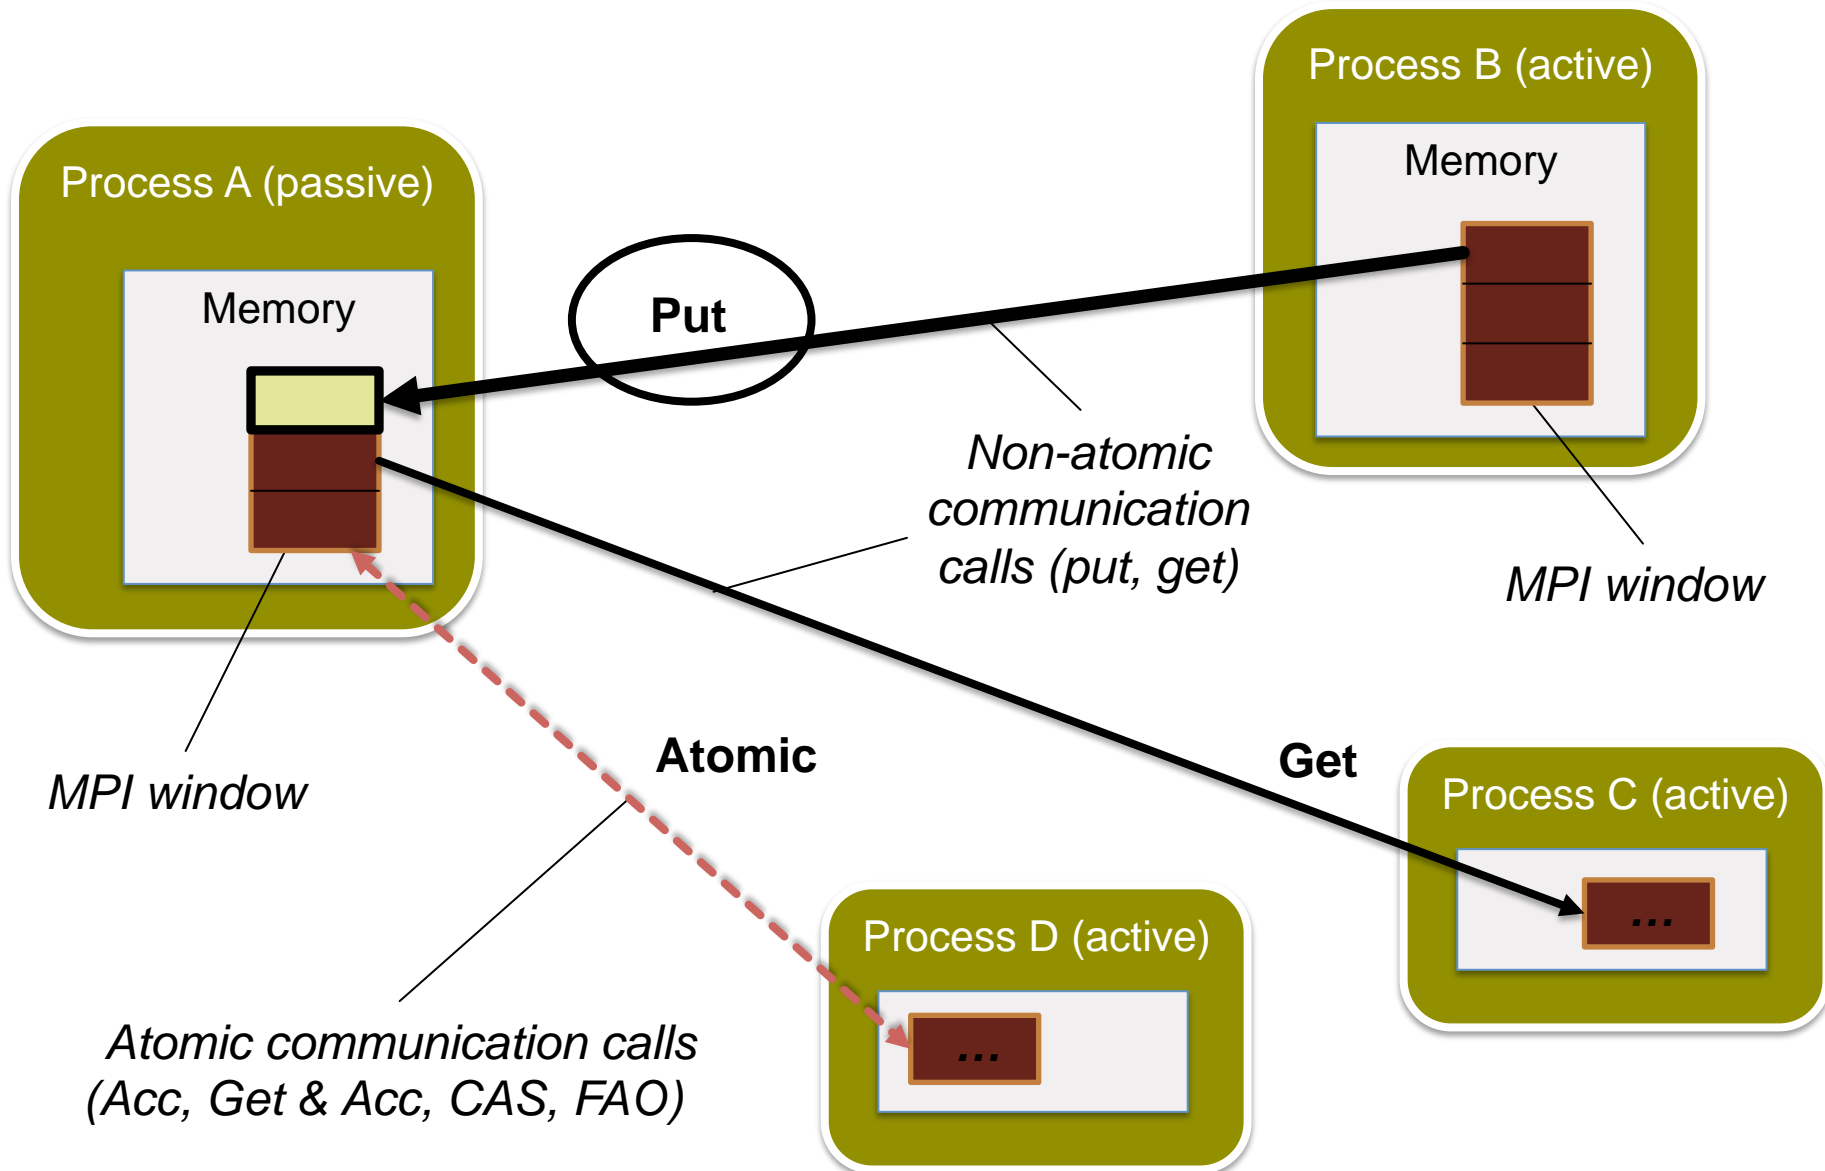 Process B (active)
Memory
Process A (passive)
Memory
Put
Non-atomic
communication
calls (put, get)
MPI window
MPI window
Atomic
Get
Process C (active)
...
Process D (active)
...
Atomic communication calls
(Acc, Get & Acc, CAS, FAO)